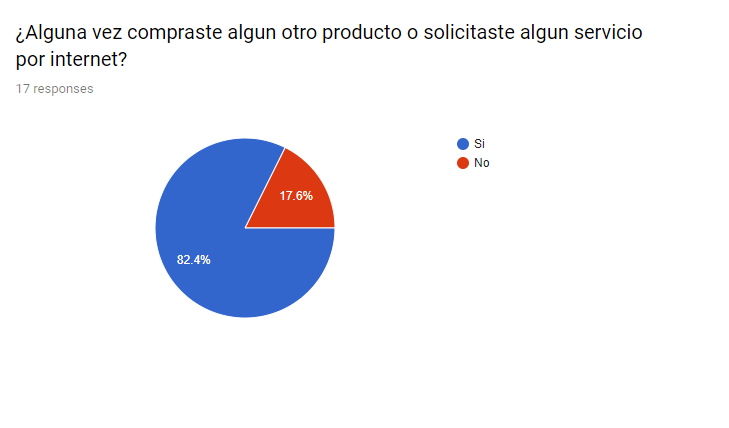 ¿Alguna vez compraste algun otro producto o solicitaste algun servicio
por internet?
17 responses
Si
No
17.6%
82.4%